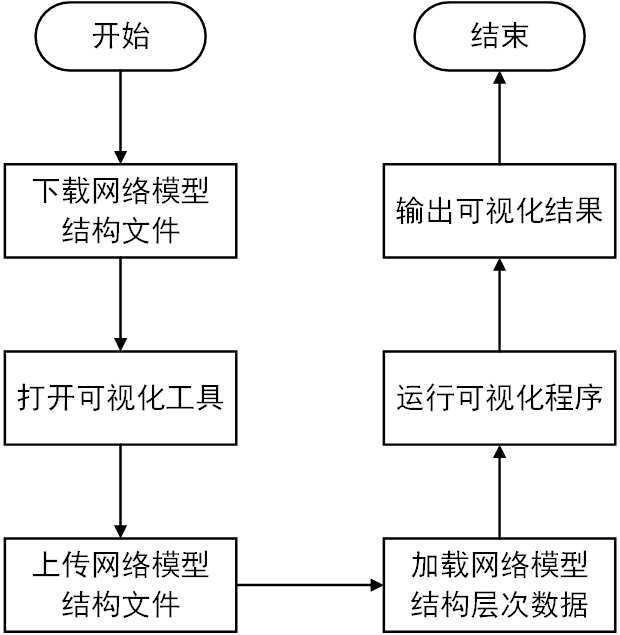 开始
下载网络模型
结构文件
打开可视化工具
上传网络模型
结构文件
加载网络模型
结构层次数据
运行可视化程序
输出可视化结果
结束